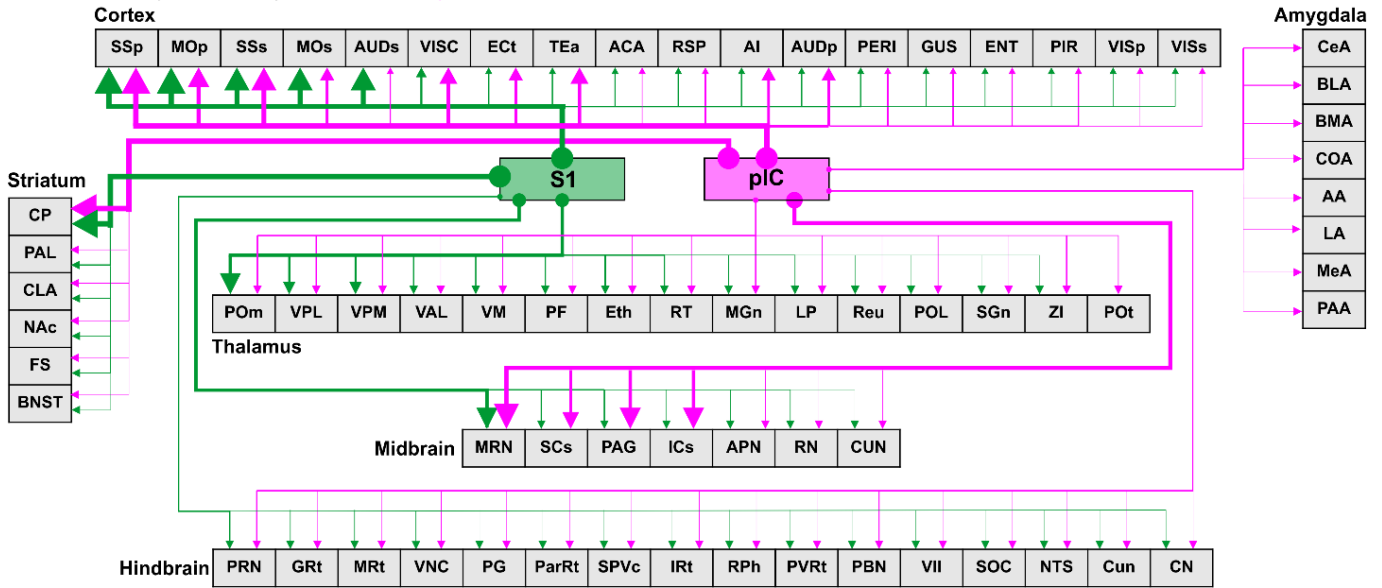 Cortex
Amygdala
SSp MOp SSs MOs AUDs VISC ECt TEa ACA RSP AI AUDp PERI GUS ENT PIR VISp VISs
CeA
BLA
BMA
COA
AA
LA
MeA
PAA
S1
pIC
Striatum
CP
PAL
CLA
NAc
FS
BNST
POm VPL VPM VAL VM PF Eth RT MGn LP Reu POL SGn ZI POt
Thalamus
Midbrain MRN SCs PAG ICs APN RN CUN
Hindbrain PRN GRt MRt VNC PG ParRt SPVc IRt RPh PVRt PBN VII SOC NTS Cun CN